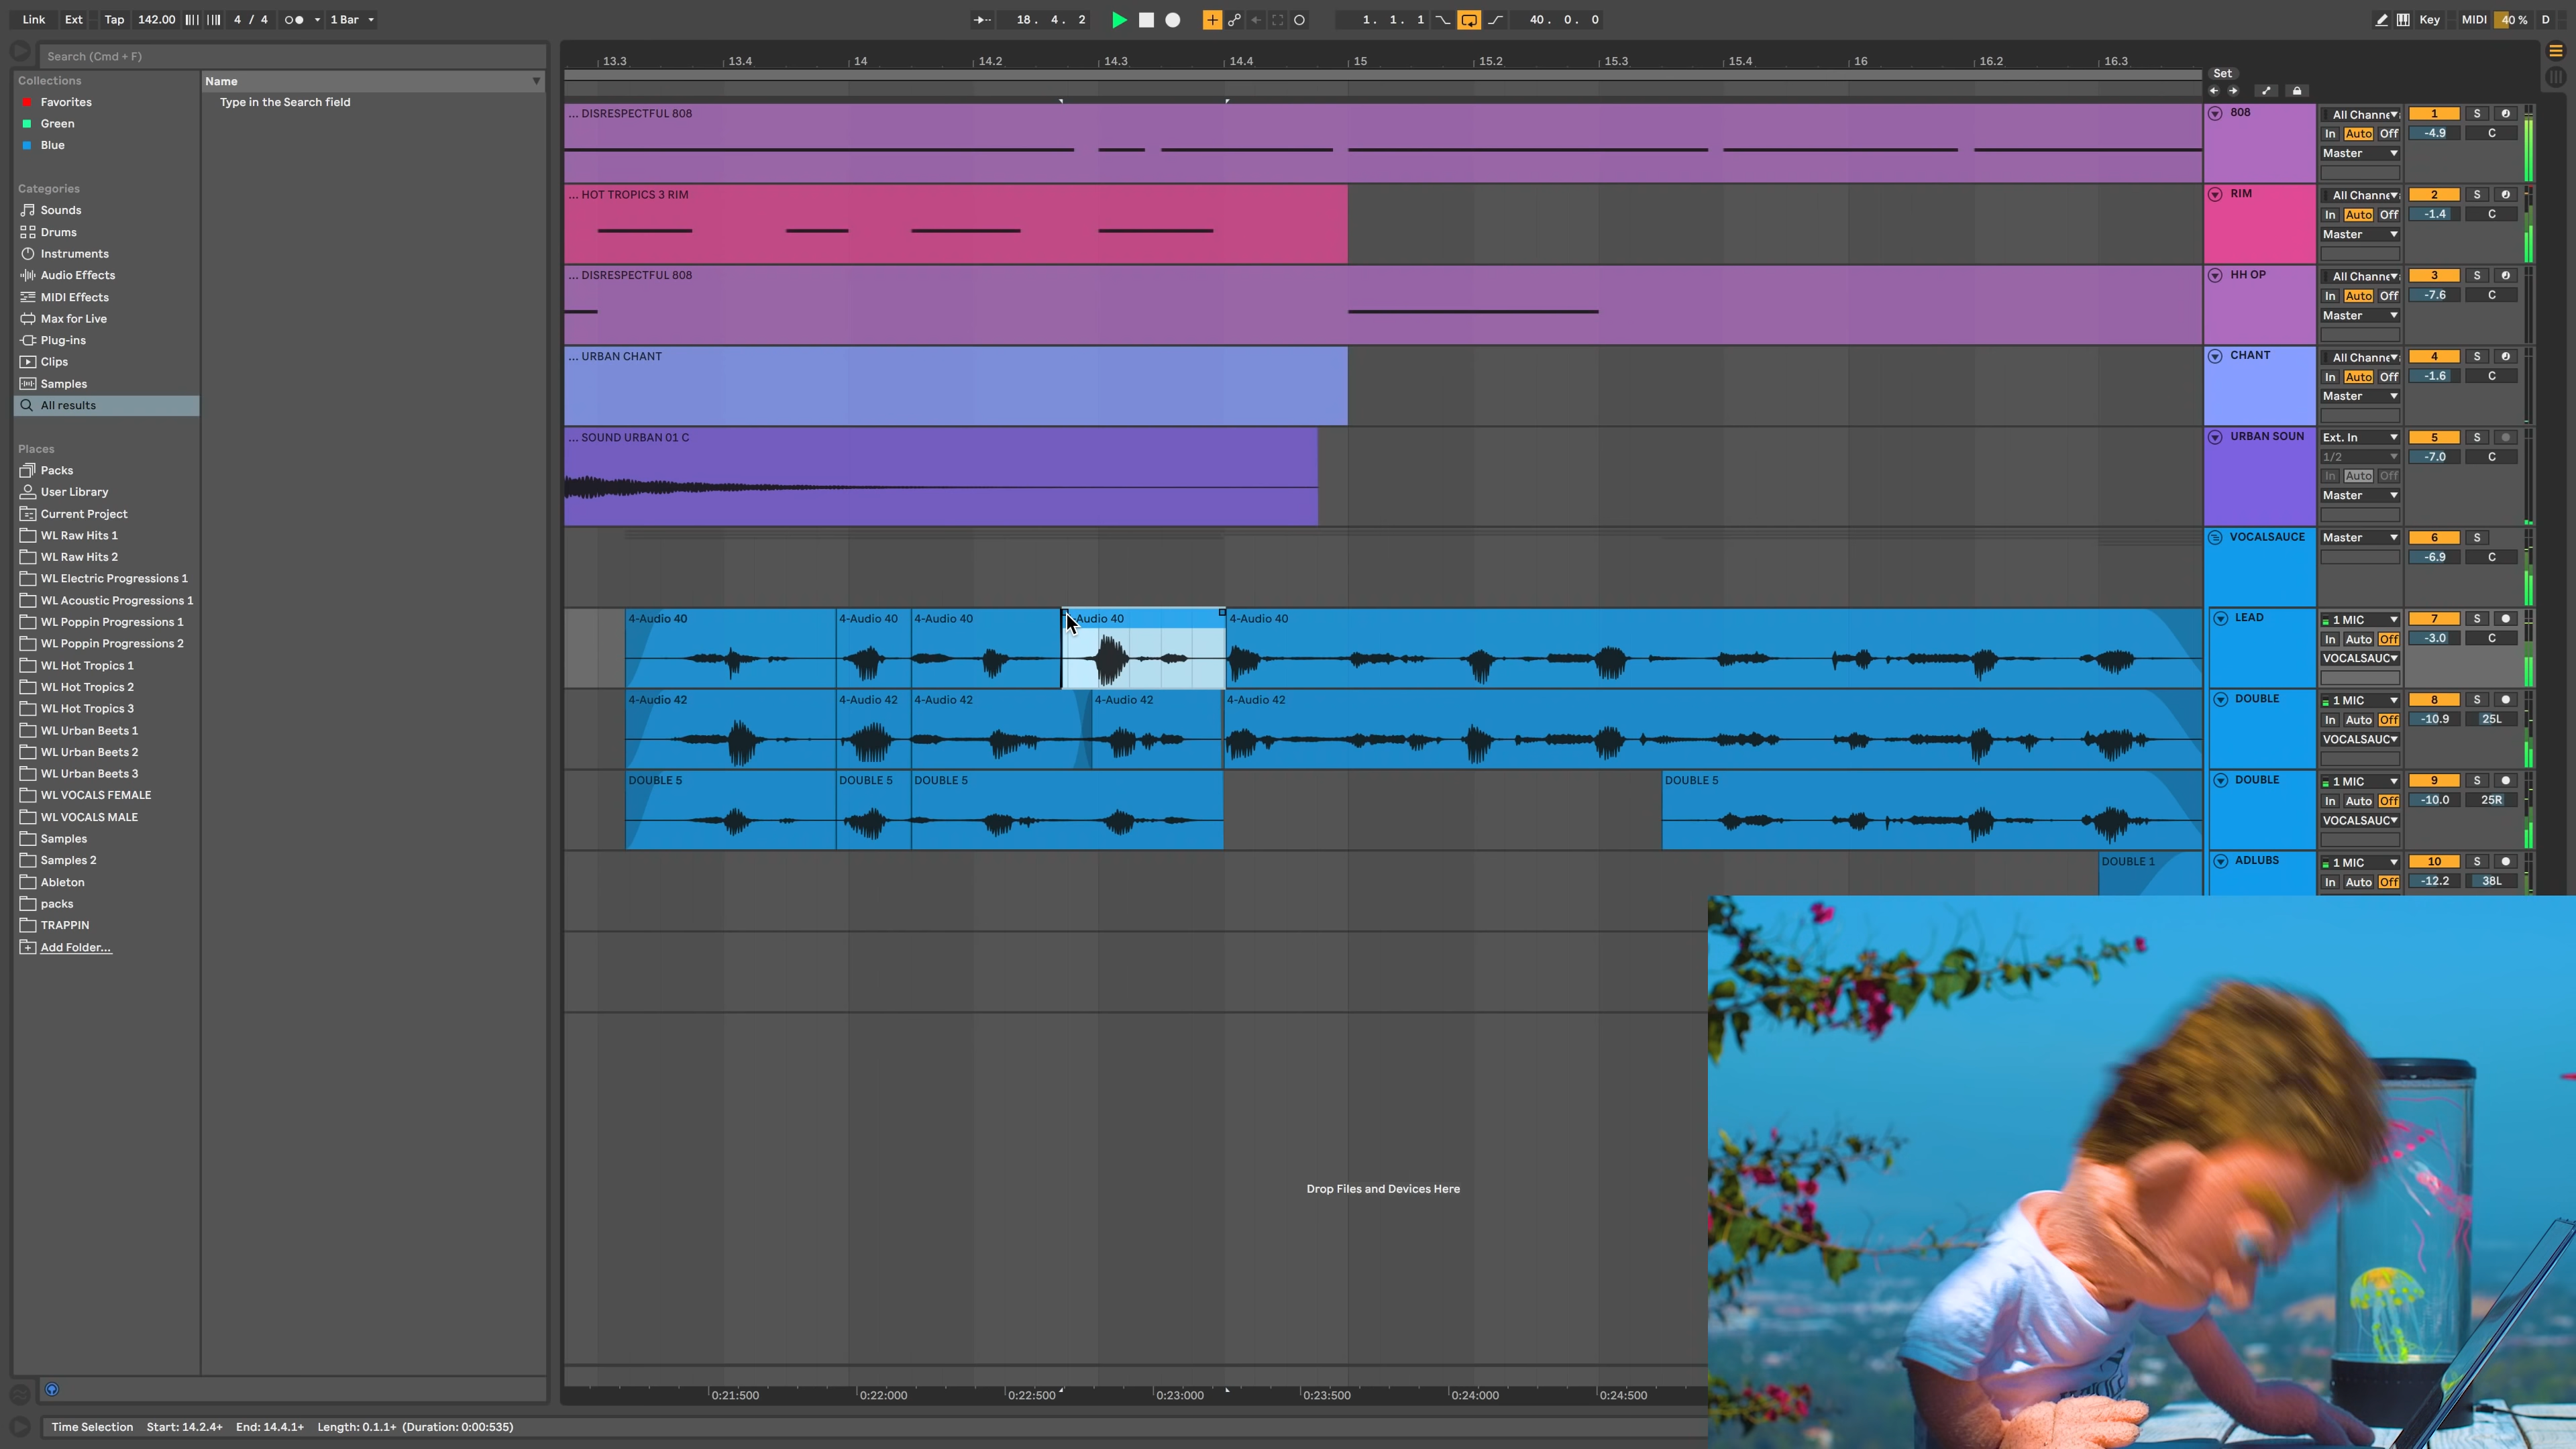 Link Ext Tap 142.00 4 / 4 1 Bar 18. 4. 2 1. 1. 1 40. 0. 0 Key MIDI 40 % D
Search (Cmd + F)
Collections
Favorites
Green
Blue
Categories
Sounds
Drums
Instruments
Audio Effects
MIDI Effects
Max for Live
Plug-ins
Clips
Samples
All results
Places
Packs
User Library
Current Project
WL Raw Hits 1
WL Raw Hits 2
WL Electric Progressions 1
WL Acoustic Progressions 1
WL Poppin Progressions 1
WL Poppin Progressions 2
WL Hot Tropics 1
WL Hot Tropics 2
WL Hot Tropics 3
WL Urban Beets 1
WL Urban Beets 2
WL Urban Beets 3
WL VOCALS FEMALE
WL VOCALS MALE
Samples
Samples 2
Ableton
packs
TRAPPIN
Add Folder...
Name
Type in the Search field
13.3 13.4 14 14.2 14.3 14.4 15 15.2 15.3 15.4 16 16.2 16.3
Set
... DISRESPECTFUL 808
808 All Channe 1 S
In Auto Off -4.9 C
Master
... HOT TROPICS 3 RIM
RIM All Channe 2 S
In Auto Off -1.4 C
Master
... DISRESPECTFUL 808
HH OP All Channe 3 S
In Auto Off -7.6 C
Master
... URBAN CHANT
CHANT All Channe 4 S
In Auto Off -1.6 C
Master
... SOUND URBAN 01 C
URBAN SOUN Ext. In 5 S
1/2 -7.0 C
In Auto Off
Master
VOCALSAUCE Master 6 S
-6.9 C
4-Audio 40 4-Audio 40 4-Audio 40 Audio 40 4-Audio 40
LEAD 1 MIC 7 S
In Auto Off -3.0 C
VOCALSAUC
4-Audio 42 4-Audio 42 4-Audio 42 4-Audio 42 4-Audio 42
DOUBLE 1 MIC 8 S
In Auto Off -10.9 25L
VOCALSAUC
DOUBLE 5 DOUBLE 5 DOUBLE 5 DOUBLE 5
DOUBLE 1 MIC 9 S
In Auto Off -10.0 25R
VOCALSAUC
DOUBLE 1
ADLUBS 1 MIC 10 S
In Auto Off -12.2 38L
Drop Files and Devices Here
0:21:500 0:22:000 0:22:500 0:23:000 0:23:500 0:24:000 0:24:500
Time Selection Start: 14.2.4+ End: 14.4.1+ Length: 0.1.1+ (Duration: 0:00:535)